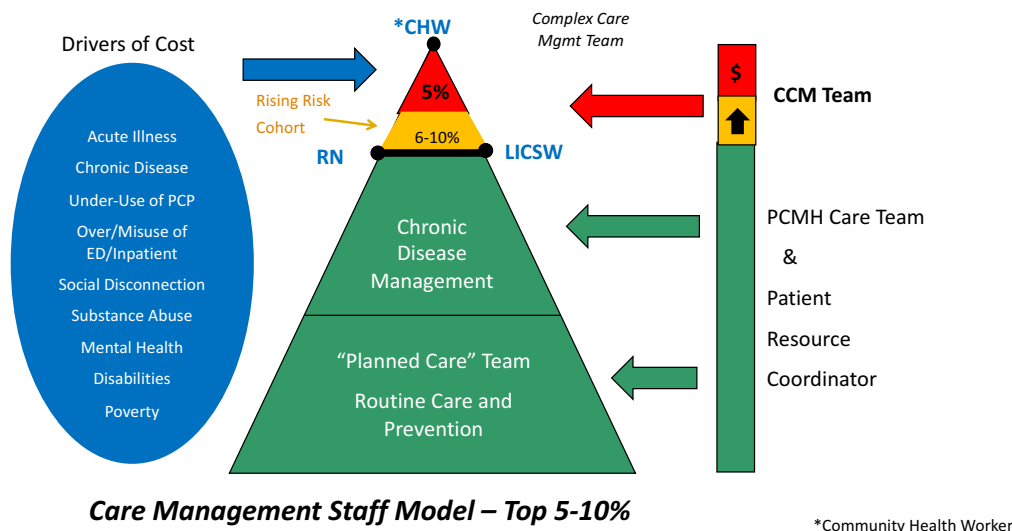 Drivers of Cost
Acute Illness
Chronic Disease
Under-Use of PCP
Over/Misuse of
ED/Inpatient
Social Disconnection
Substance Abuse
Mental Health
Disabilities
Poverty
*CHW
Complex Care
Mgmt Team
Rising Risk
Cohort
5%
6-10%
RN
LICSW
Chronic
Disease
Management
“Planned Care” Team
Routine Care and
Prevention
$
CCM Team
PCMH Care Team
&
Patient
Resource
Coordinator
Care Management Staff Model – Top 5-10%
*Community Health Worker